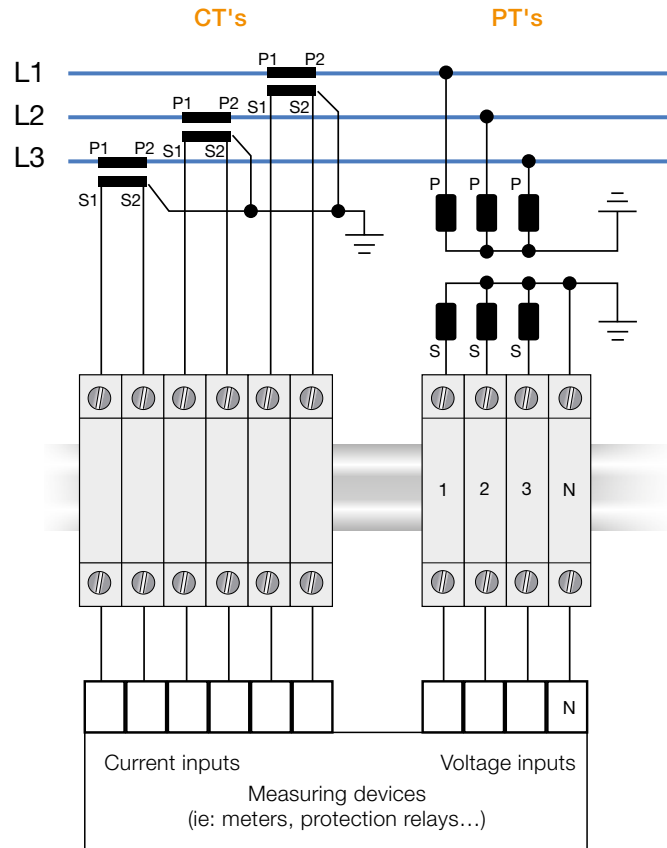 CT's PT's
P1 P2
L1
P1 P2 S1 S2
L2
P1 P2 S1 S2
L3
S1 S2
P P P
S S S
1 2 3 N
N
Current inputs Voltage inputs
Measuring devices
(ie: meters, protection relays...)